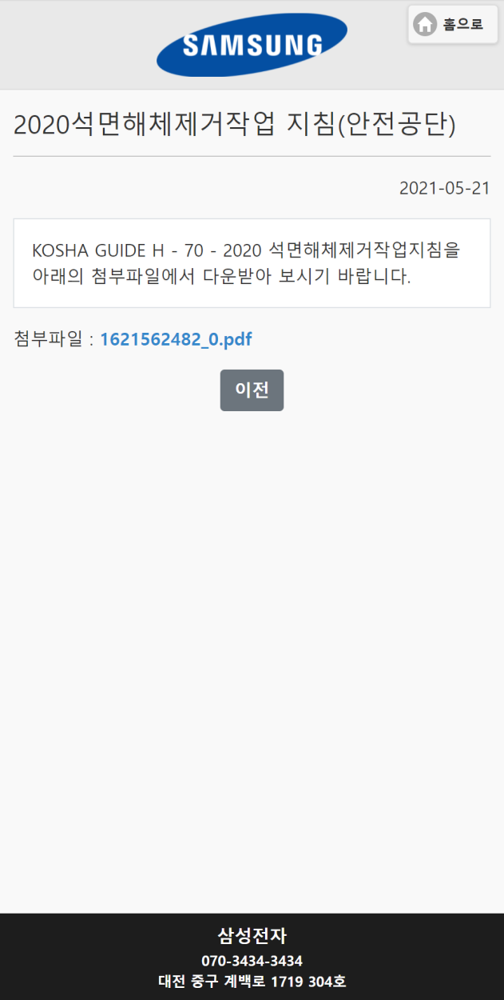 SAMSUNG
홈으로
2020석면해체제거작업 지침(안전공단)
2021-05-21
KOSHA GUIDE H - 70 - 2020 석면해체제거작업지침을
아래의 첨부파일에서 다운받아 보시기 바랍니다.
첨부파일 : 1621562482_0.pdf
이전
삼성전자
070-3434-3434
대전 중구 계백로 1719 304호